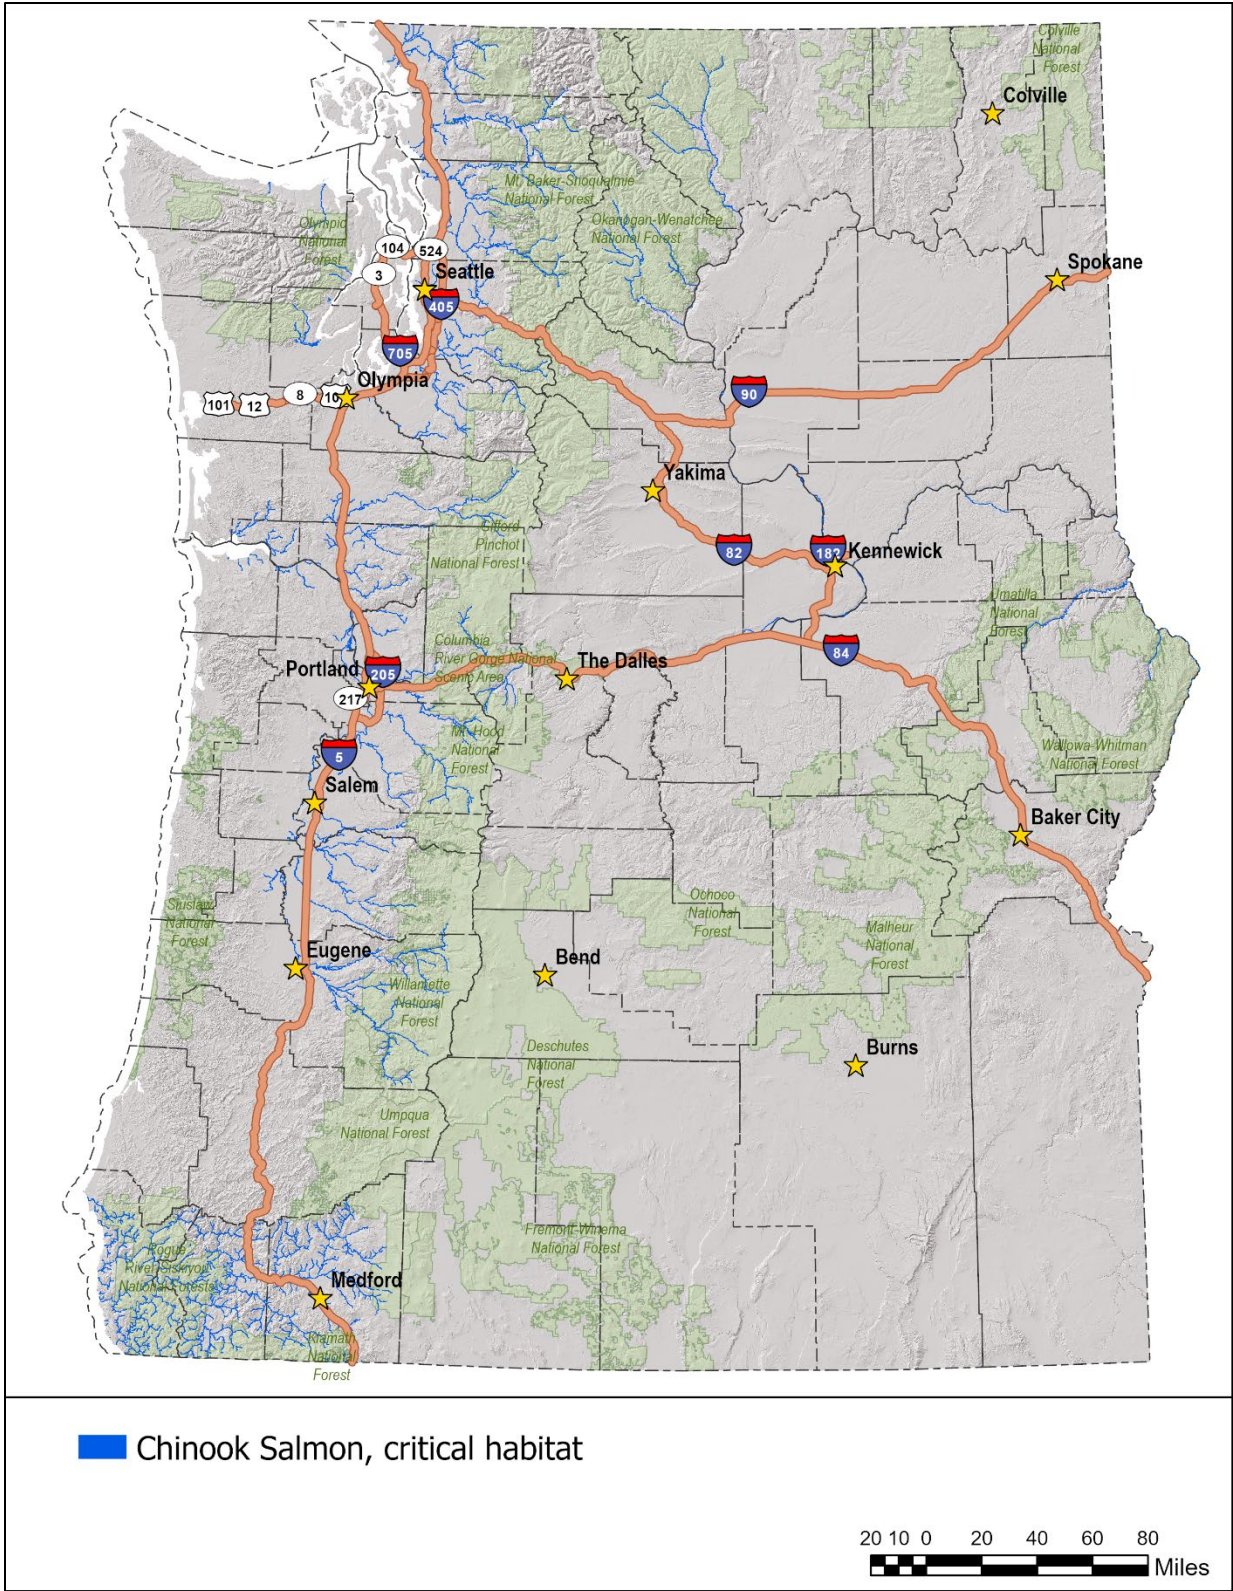 Colville
National
Forest
Colville
Mt. Baker-Snoqualmie
National Forest
Okanogan-Wenatchee
National Forest
Olympic
National
Forest
104
524
3
Seattle
405
Spokane
705
Olympia
101
12
8
10
90
Yakima
Gifford
Pinchot
National Forest
82
182
Kennewick
Umatilla
National
Forest
Columbia
River Gorge National
Scenic Area
84
Portland
205
217
The Dalles
Mt. Hood
National
Forest
Wallowa-Whitman
National Forest
5
Salem
Baker City
Siuslaw
National
Forest
Ochoco
National
Forest
Malheur
National
Forest
Eugene
Bend
Willamette
National
Forest
Deschutes
National
Forest
Burns
Umpqua
National Forest
Rogue
River-Siskiyou
National Forests
Fremont-Winema
National Forest
Medford
Klamath
National
Forest
Chinook Salmon, critical habitat
20 10 0 20 40 60 80
Miles